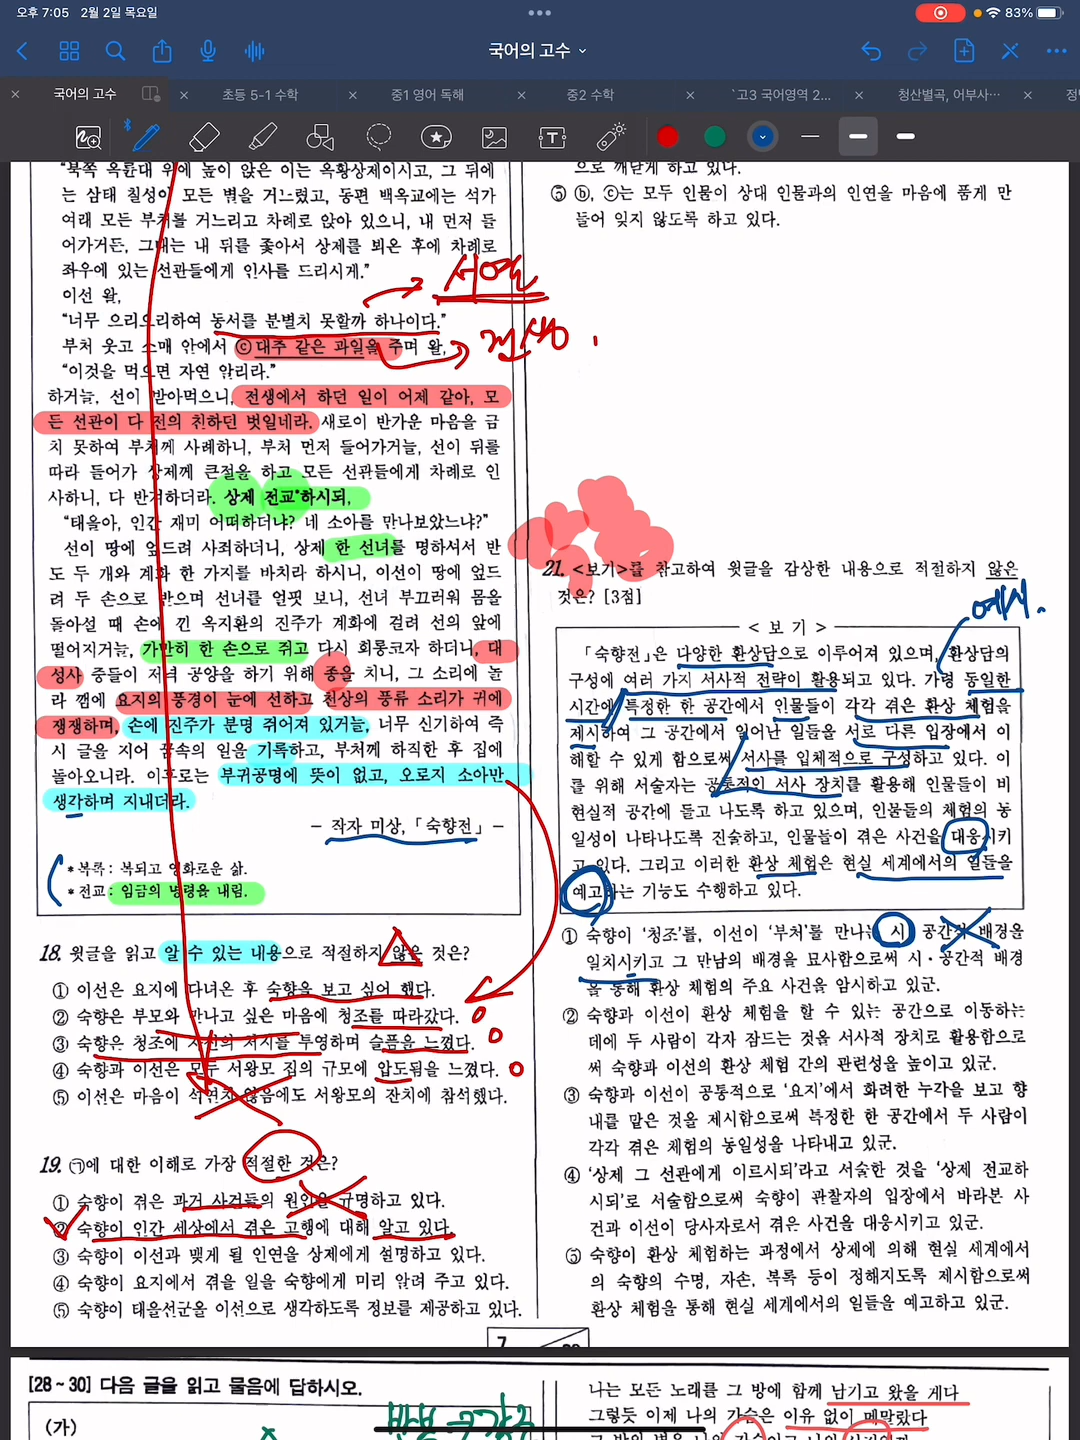 오후 7:05 2월 2일 목요일
83%
국어의 고수
국어의 고수
초등 5-1 수학
중1 영어 독해
중2 수학
`고3 국어영역 2...
청산별곡, 어부사...
“북쪽 옥륜대 위에 높이 앉은 이는 옥황상제이시고, 그 뒤에
는 삼태 칠성이 모든 별을 거느렸고, 동편 백옥교에는 석가
여래 모든 부처를 거느리고 차례로 앉아 있으니, 내 먼저 들
어가거든, 그대는 내 뒤를 좇아서 상제를 뵈온 후에 차례로
좌우에 있는 선관들에게 인사를 드리시게.”
이선 왈,
“너무 으리으리하여 동서를 분별치 못할까 하나이다.”
부처 웃고 소매 안에서 ⓒ대추 같은 과일을 주며 왈,
“이것을 먹으면 자연 알리라.”
하거늘, 선이 받아먹으니, 전생에서 하던 일이 어제 같아, 모
든 선관이 다 전의 친하던 벗일네라. 새로이 반가운 마음을 금
치 못하여 부처께 사례하니, 부처 먼저 들어가거늘, 선이 뒤를
따라 들어가 상제께 큰절을 하고 모든 선관들에게 차례로 인
사하니, 다 반겨하더라. 상제 전교*하시되,
“태을아, 인간 재미 어떠하더냐? 네 소아를 만나보았느냐?”
선이 땅에 엎드려 사죄하더니, 상제 한 선녀를 명하셔서 반
도 두 개와 계화 한 가지를 바치라 하시니, 이선이 땅에 엎드
려 두 손으로 받으며 선녀를 얼핏 보니, 선녀 부끄러워 몸을
돌아설 때 손에 낀 옥지환의 진주가 계화에 걸려 선의 앞에
떨어지거늘, 가만히 한 손으로 쥐고 다시 희롱코자 하더니, 대
성사 중들이 저녁 공양을 하기 위해 종을 치니, 그 소리에 놀
라 깸에 요지의 풍경이 눈에 선하고 천상의 풍류 소리가 귀에
쟁쟁하며, 손에 진주가 분명 쥐어져 있거늘, 너무 신기하여 즉
시 글을 지어 꿈속의 일을 기록하고, 부처께 하직한 후 집에
돌아오니라. 이후로는 부귀공명에 뜻이 없고, 오로지 소아만
생각하며 지내더라.
- 작자 미상, 「숙향전」 -
* 복록: 복되고 영화로운 삶.
* 전교: 임금의 명령을 내림.
18. 윗글을 읽고 알 수 있는 내용으로 적절하지 않은 것은?
① 이선은 요지에 다녀온 후 숙향을 보고 싶어 했다.
② 숙향은 부모와 만나고 싶은 마음에 청조를 따라갔다.
③ 숙향은 청조에 자신의 처지를 투영하며 슬픔을 느꼈다.
④ 숙향과 이선은 모두 서왕모 집의 규모에 압도됨을 느꼈다.
⑤ 이선은 마음이 석연치 않음에도 서왕모의 잔치에 참석했다.
19. ㉠에 대한 이해로 가장 적절한 것은?
① 숙향이 겪은 과거 사건들의 원인을 규명하고 있다.
② 숙향이 인간 세상에서 겪은 고행에 대해 알고 있다.
③ 숙향이 이선과 맺게 될 인연을 상제에게 설명하고 있다.
④ 숙향이 요지에서 겪을 일을 숙향에게 미리 알려 주고 있다.
⑤ 숙향이 태을선군을 이선으로 생각하도록 정보를 제공하고 있다.
전생
으로 깨닫게 하고 있다.
⑤ ⓑ, ⓒ는 모두 인물이 상대 인물과의 인연을 마음에 품게 만
들어 잊지 않도록 하고 있다.
21. <보기>를 참고하여 윗글을 감상한 내용으로 적절하지 않은
것은? [3점]
예시.
< 보 기 >
「숙향전」은 다양한 환상담으로 이루어져 있으며, 환상담의
구성에 여러 가지 서사적 전략이 활용되고 있다. 가령 동일한
시간에 특정한 한 공간에서 인물들이 각각 겪은 환상 체험을
제시하여 그 공간에서 일어난 일들을 서로 다른 입장에서 이
해할 수 있게 함으로써 서사를 입체적으로 구성하고 있다. 이
를 위해 서술자는 공통적인 서사 장치를 활용해 인물들이 비
현실적 공간에 들고 나도록 하고 있으며, 인물들의 체험의 동
일성이 나타나도록 진술하고, 인물들이 겪은 사건을 대응시키
고 있다. 그리고 이러한 환상 체험은 현실 세계에서의 일들을
예고하는 기능도 수행하고 있다.
① 숙향이 ‘청조’를, 이선이 ‘부처’를 만나는 시 공간적 배경을
일치시키고 그 만남의 배경을 묘사함으로써 시·공간적 배경
을 통해 환상 체험의 주요 사건을 암시하고 있군.
② 숙향과 이선이 환상 체험을 할 수 있는 공간으로 이동하는
데에 두 사람이 각자 잠드는 것을 서사적 장치로 활용함으로
써 숙향과 이선의 환상 체험 간의 관련성을 높이고 있군.
③ 숙향과 이선이 공통적으로 ‘요지’에서 화려한 누각을 보고 향
내를 맡은 것을 제시함으로써 특정한 한 공간에서 두 사람이
각각 겪은 체험의 동일성을 나타내고 있군.
④ ‘상제 그 선관에게 이르시되’라고 서술한 것을 ‘상제 전교하
시되’로 서술함으로써 숙향이 관찰자의 입장에서 바라본 사
건과 이선이 당사자로서 겪은 사건을 대응시키고 있군.
⑤ 숙향이 환상 체험하는 과정에서 상제에 의해 현실 세계에서
의 숙향의 수명, 자손, 복록 등이 정해지도록 제시함으로써
환상 체험을 통해 현실 세계에서의 일들을 예고하고 있군.
7
[28~30] 다음 글을 읽고 물음에 답하시오.
(가)
나는 모든 노래를 그 방에 함께 남기고 왔을 게다
그렇듯 이제 나의 가슴은 이유 없이 메말랐다